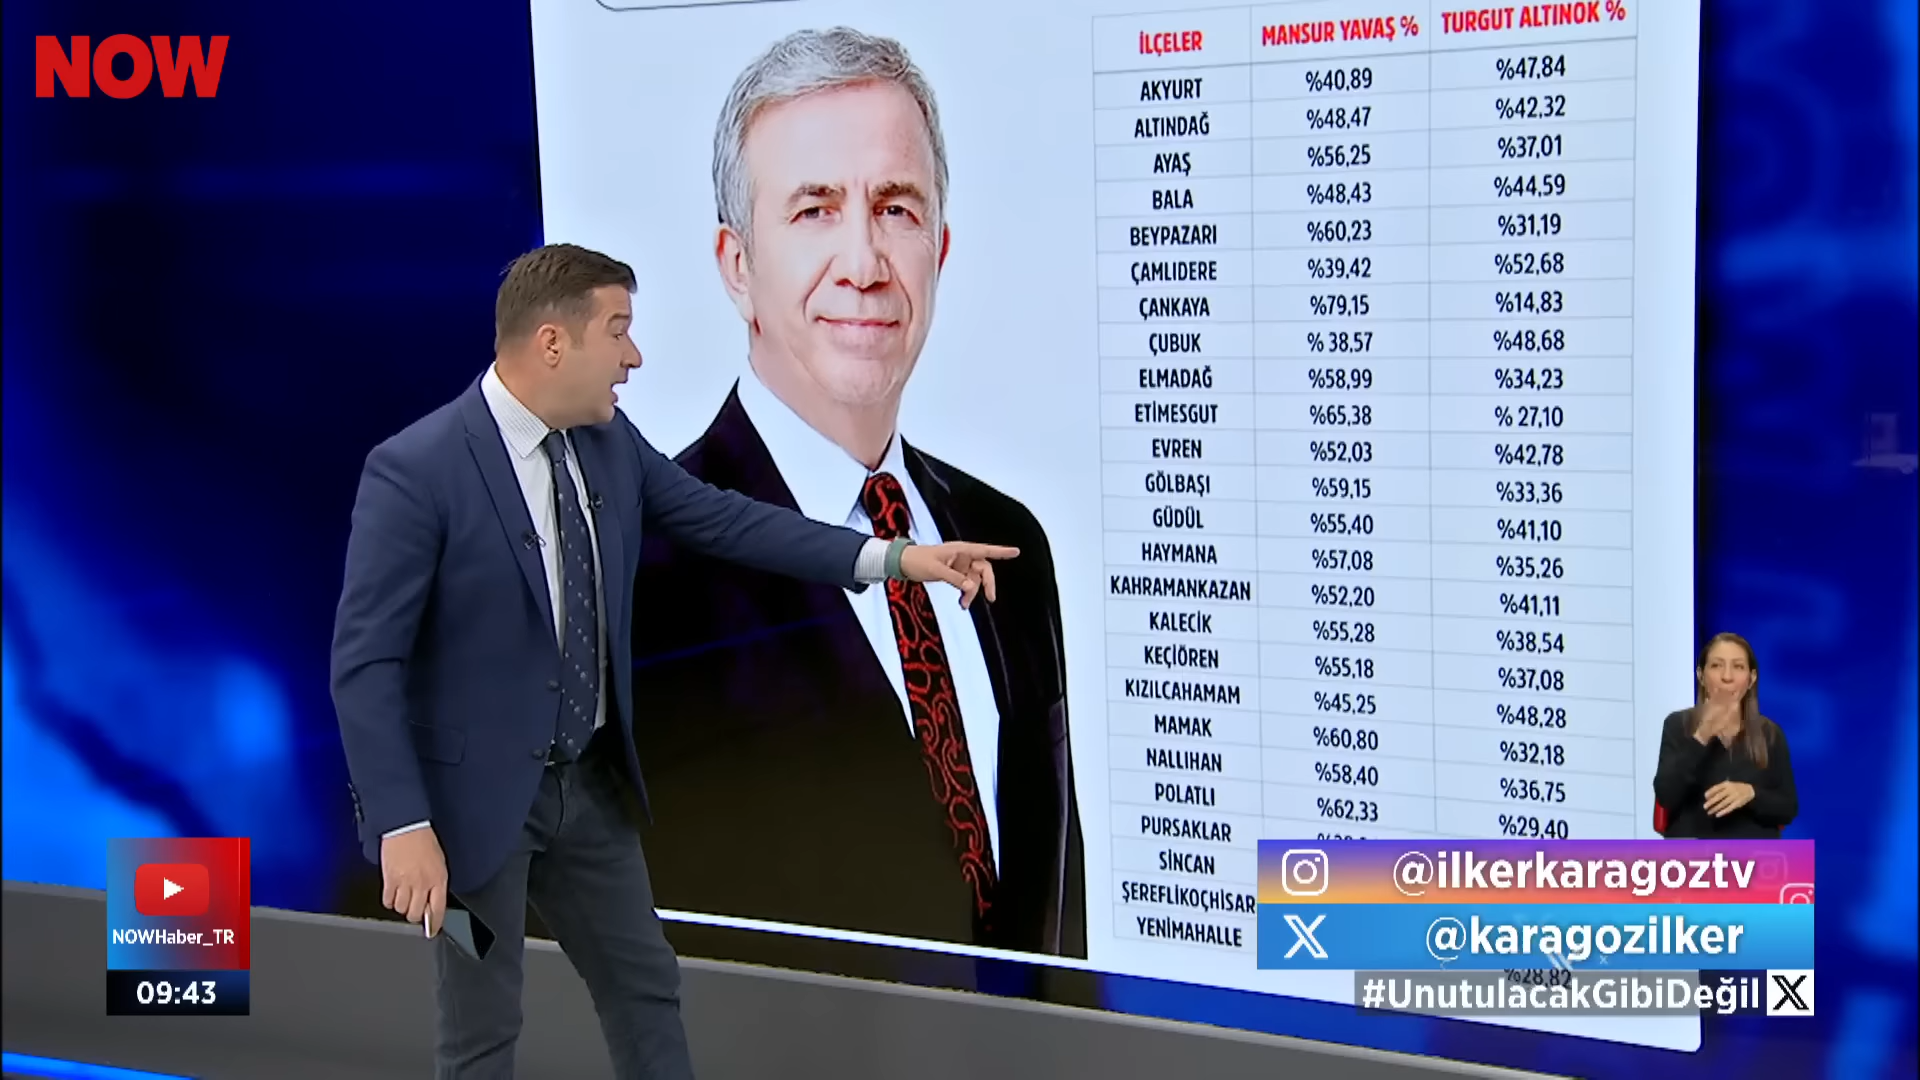 NOW
İLÇELER MANSUR YAVAŞ % TURGUT ALTINOK %
AKYURT %40,89 %47,84
ALTINDAĞ %48,47 %42,32
AYAŞ %56,25 %37,01
BALA %48,43 %44,59
BEYPAZARI %60,23 %31,19
ÇAMLIDERE %39,42 %52,68
ÇANKAYA %79,15 %14,83
ÇUBUK % 38,57 %48,68
ELMADAĞ %58,99 %34,23
ETİMESGUT %65,38 % 27,10
EVREN %52,03 %42,78
GÖLBAŞI %59,15 %33,36
GÜDÜL %55,40 %41,10
HAYMANA %57,08 %35,26
KAHRAMANKAZAN %52,20 %41,11
KALECİK %55,28 %38,54
KEÇİÖREN %55,18 %37,08
KIZILCAHAMAM %45,25 %48,28
MAMAK %60,80 %32,18
NALLIHAN %58,40 %36,75
POLATLI %62,33 %29,40
PURSAKLAR
SİNCAN
ŞEREFLİKOÇHİSAR
YENİMAHALLE %28,82
@ilkerkaragoztv
@karagozilker
#UnutulacakGibiDeğil
NOWHaber_TR
09:43